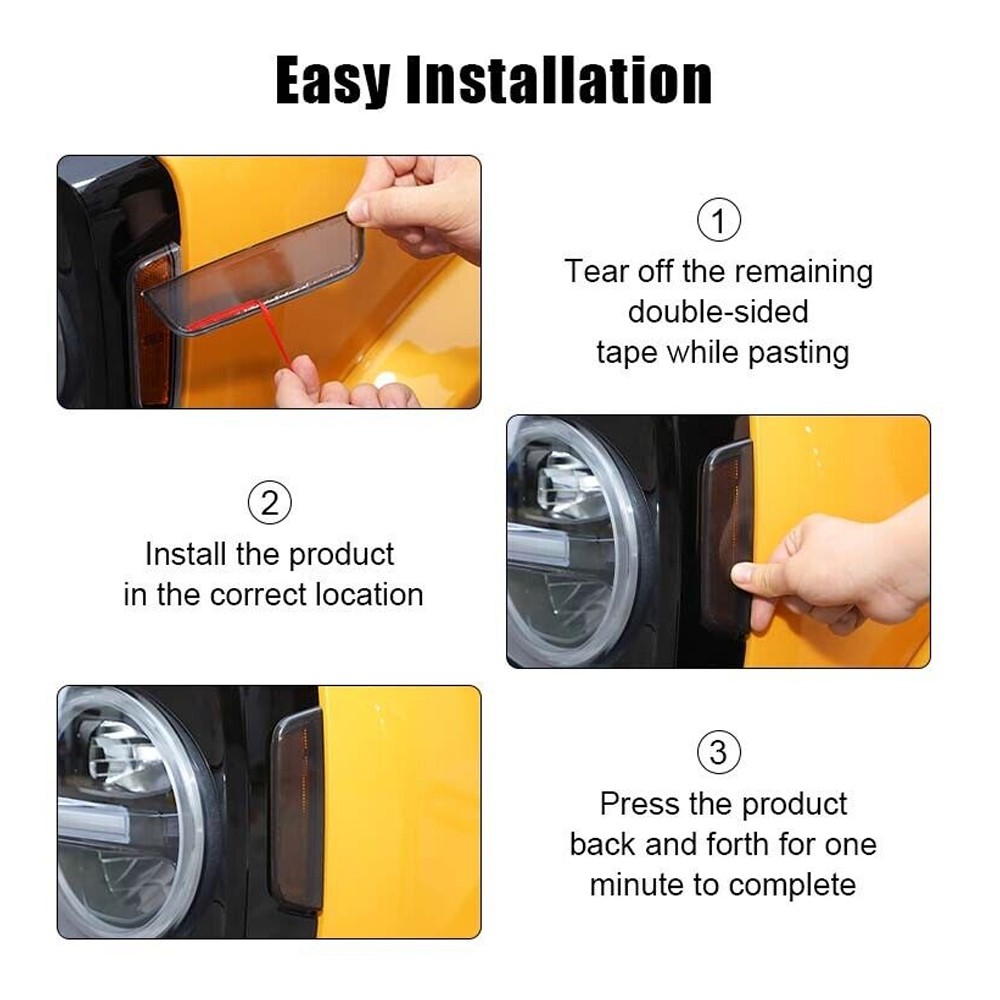 Easy Installation
1
Tear off the remaining
double-sided
tape while pasting
2
Install the product
in the correct location
3
Press the product
back and forth for one
minute to complete